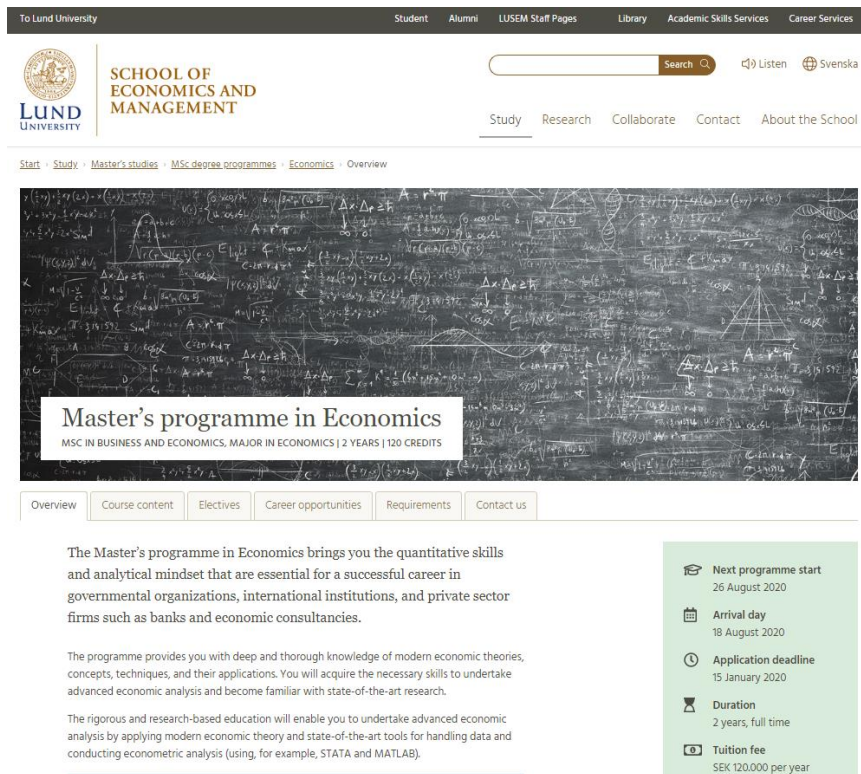 To Lund University
Student Alumni LUSEM Staff Pages Library Academic Skills Services Career Services
Search Listen Svenska
SCHOOL OF
ECONOMICS AND
MANAGEMENT
LUND
UNIVERSITY
Study Research Collaborate Contact About the School
Start › Study › Master's studies › MSc degree programmes › Economics › Overview
Master's programme in Economics
MSC IN BUSINESS AND ECONOMICS, MAJOR IN ECONOMICS | 2 YEARS | 120 CREDITS
Overview Course content Electives Career opportunities Requirements Contact us
The Master's programme in Economics brings you the quantitative skills
and analytical mindset that are essential for a successful career in
governmental organizations, international institutions, and private sector
firms such as banks and economic consultancies.
The programme provides you with deep and thorough knowledge of modern economic theories,
concepts, techniques, and their applications. You will acquire the necessary skills to undertake
advanced economic analysis and become familiar with state-of-the-art research.
The rigorous and research-based education will enable you to undertake advanced economic
analysis by applying modern economic theory and state-of-the-art tools for handling data and
conducting econometric analysis (using, for example, STATA and MATLAB).
Next programme start
26 August 2020
Arrival day
18 August 2020
Application deadline
15 January 2020
Duration
2 years, full time
Tuition fee
SEK 120.000 per year